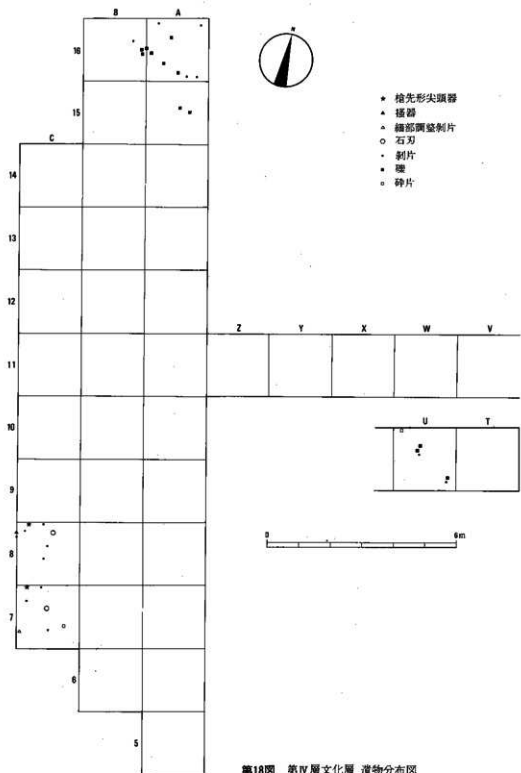 B A
N
16
15
★ 槍先形尖頭器
▲ 掻器
△ 細部調整剝片
○ 石刃
• 剝片
■ 礫
○ 砕片
C
14
13
12
Z Y X W V
11
10
U T
9
0 6m
8
7
6
5
第18図 第Ⅳ層文化層 遺物分布図